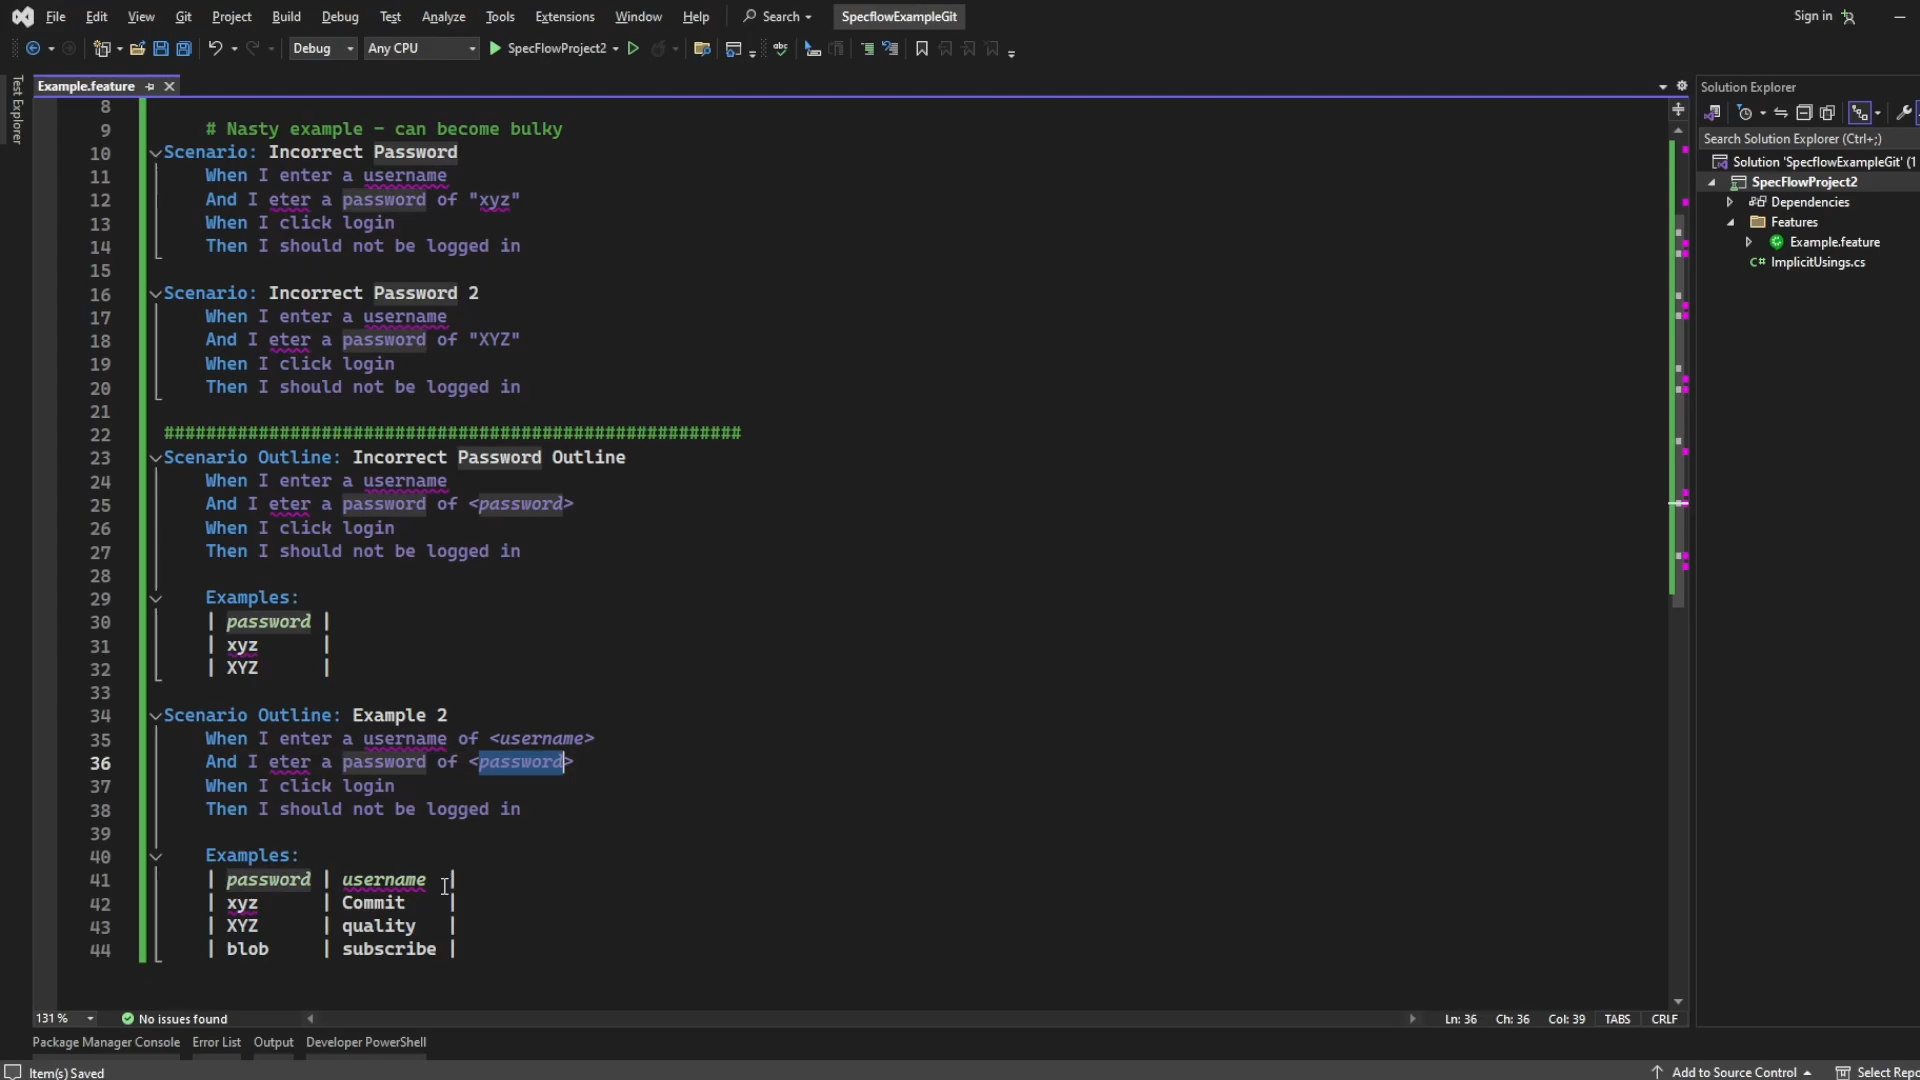 File Edit View Git Project Build Debug Test Analyze Tools Extensions Window Help Search SpecflowExampleGit Sign in
Debug Any CPU SpecFlowProject2
Test Explorer
Example.feature
Solution Explorer
Search Solution Explorer (Ctrl+;)
Solution 'SpecflowExampleGit' (1
SpecFlowProject2
Dependencies
Features
Example.feature
C# ImplicitUsings.cs
8
9 # Nasty example - can become bulky
10 Scenario: Incorrect Password
11 When I enter a username
12 And I eter a password of "xyz"
13 When I click login
14 Then I should not be logged in
15
16 Scenario: Incorrect Password 2
17 When I enter a username
18 And I eter a password of "XYZ"
19 When I click login
20 Then I should not be logged in
21
22 #######################################################
23 Scenario Outline: Incorrect Password Outline
24 When I enter a username
25 And I eter a password of <password>
26 When I click login
27 Then I should not be logged in
28
29 Examples:
30 | password |
31 | xyz |
32 | XYZ |
33
34 Scenario Outline: Example 2
35 When I enter a username of <username>
36 And I eter a password of <password>
37 When I click login
38 Then I should not be logged in
39
40 Examples:
41 | password | username |
42 | xyz | Commit |
43 | XYZ | quality |
44 | blob | subscribe |
131 % No issues found Ln: 36 Ch: 36 Col: 39 TABS CRLF
Package Manager Console Error List Output Developer PowerShell
Item(s) Saved Add to Source Control Select Repo